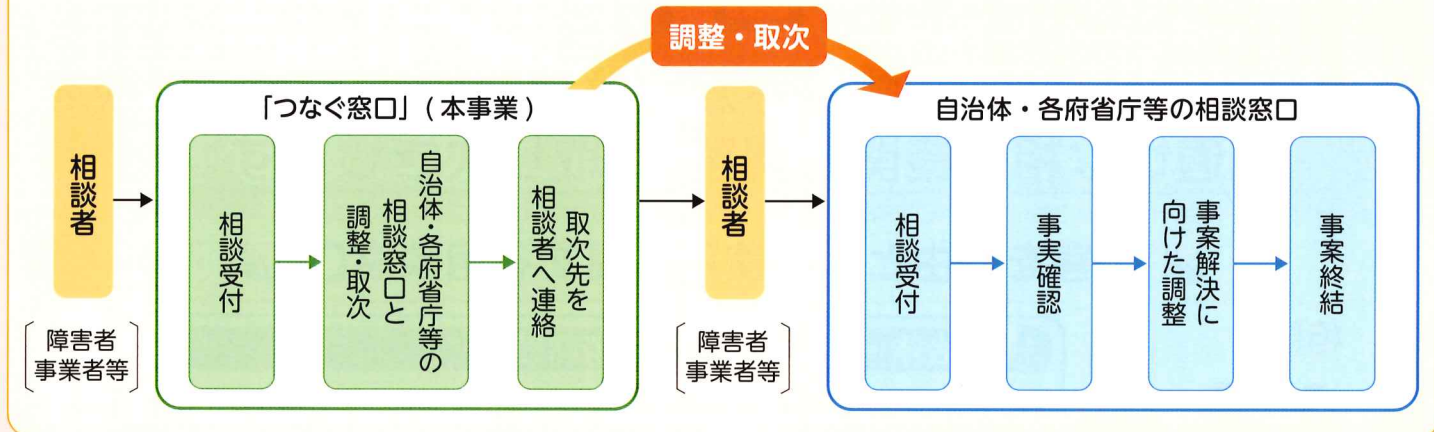 調整・取次
相談者
障害者
事業者等
「つなぐ窓口」(本事業)
相談受付
自治体・各府省庁等の
相談窓口と
調整・取次
取次先を
相談者へ連絡
相談者
障害者
事業者等
自治体・各府省庁等の相談窓口
相談受付
事実確認
事案解決に
向けた調整
事案終結